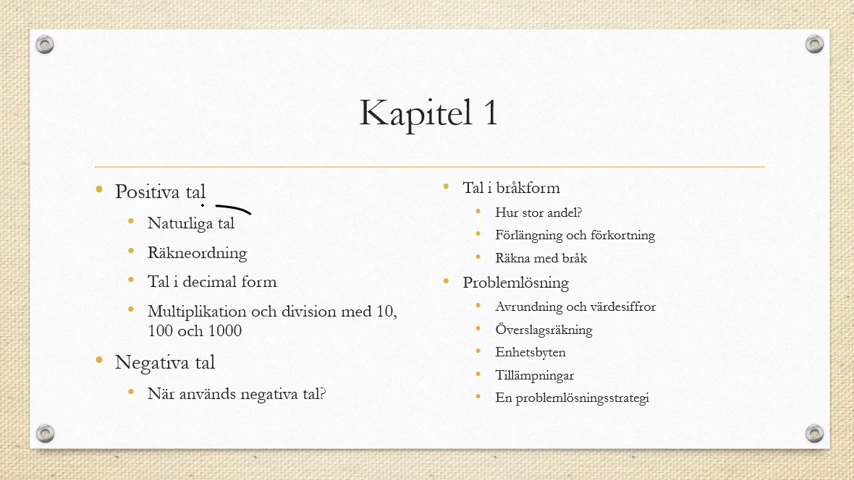 Kapitel 1
Positiva tal
Naturliga tal
Räkneordning
Tal i decimal form
Multiplikation och division med 10,
100 och 1000
Negativa tal
När används negativa tal?
Tal i bråkform
Hur stor andel?
Förlängning och förkortning
Räkna med bråk
Problemlösning
Avrundning och värdesiffror
Överslagsräkning
Enhetsbyten
Tillämpningar
En problemlösningsstrategi